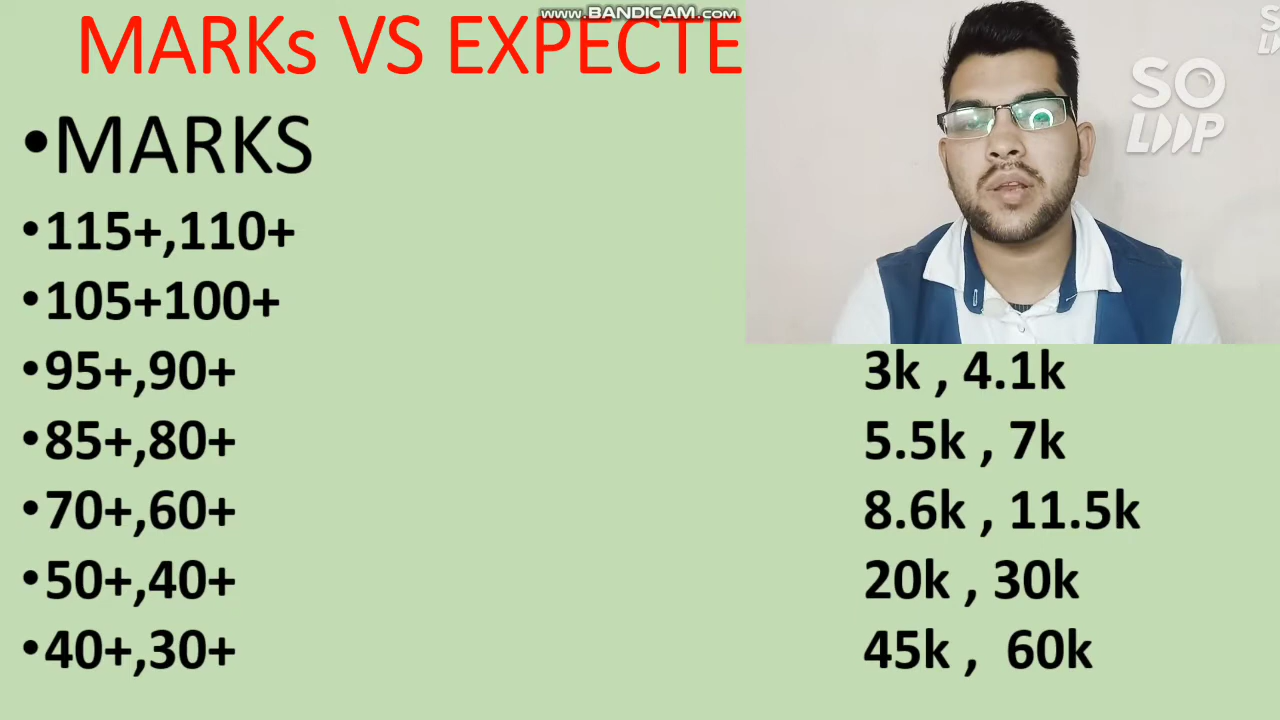 www.BANDICAM.com
MARKs VS EXPECTE
SO
LOOP
•MARKS
•115+,110+
•105+100+
•95+,90+ 3k , 4.1k
•85+,80+ 5.5k , 7k
•70+,60+ 8.6k , 11.5k
•50+,40+ 20k , 30k
•40+,30+ 45k , 60k